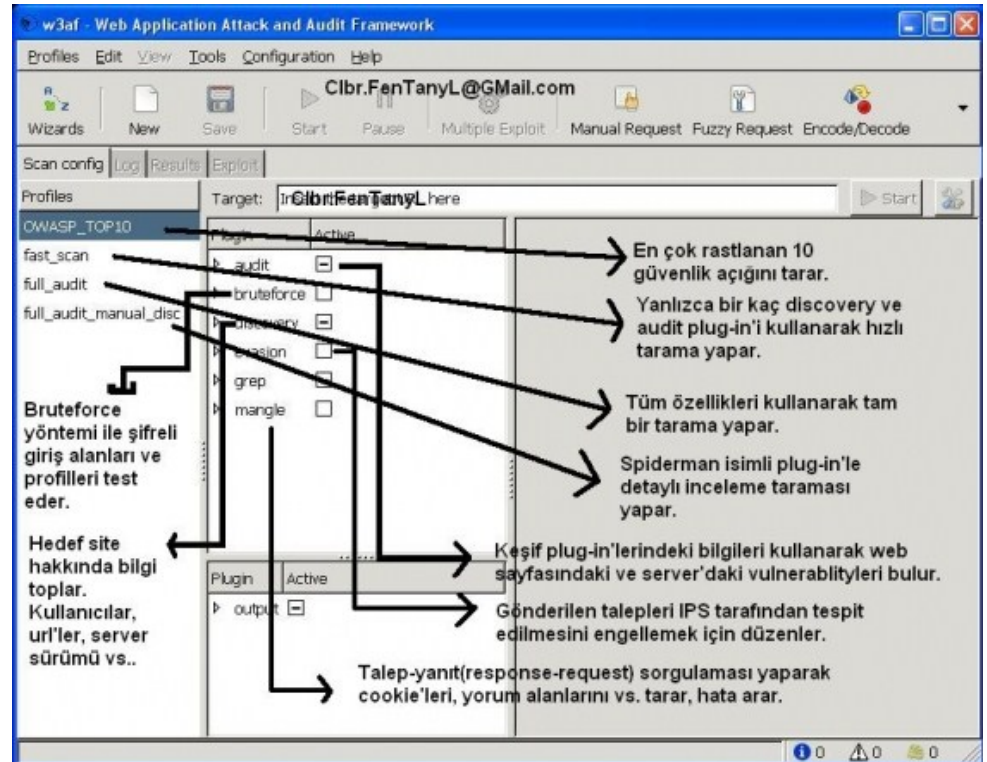 w3af - Web Application Attack and Audit Framework
Profiles Edit View Tools Configuration Help
Clbr.FenTanyL@GMail.com
Wizards New Save Start Pause Multiple Exploit Manual Request Fuzzy Request Encode/Decode
Scan config Log Results Exploit
Profiles
Target: here
Clbr.FenTanyL
Start
OWASP_TOP10
fast_scan
full_audit
full_audit_manual_disc
Plugin Active
audit
bruteforce
discovery
evasion
grep
mangle
En çok rastlanan 10
güvenlik açığını tarar.
Yanlızca bir kaç discovery ve
audit plug-in'i kullanarak hızlı
tarama yapar.
Tüm özellikleri kullanarak tam
bir tarama yapar.
Spiderman isimli plug-in'le
detaylı inceleme taraması
yapar.
Bruteforce
yöntemi ile şifreli
giriş alanları ve
profilleri test
eder.
Hedef site
hakkında bilgi
toplar.
Kullanıcılar,
url'ler, server
sürümü vs..
Keşif plug-in'lerindeki bilgileri kullanarak web
sayfasındaki ve server'daki vulnerablityleri bulur.
Plugin Active
output
Gönderilen talepleri IPS tarafından tespit
edilmesini engellemek için düzenler.
Talep-yanıt(response-request) sorgulaması yaparak
cookie'leri, yorum alanlarını vs. tarar, hata arar.
0 0 0